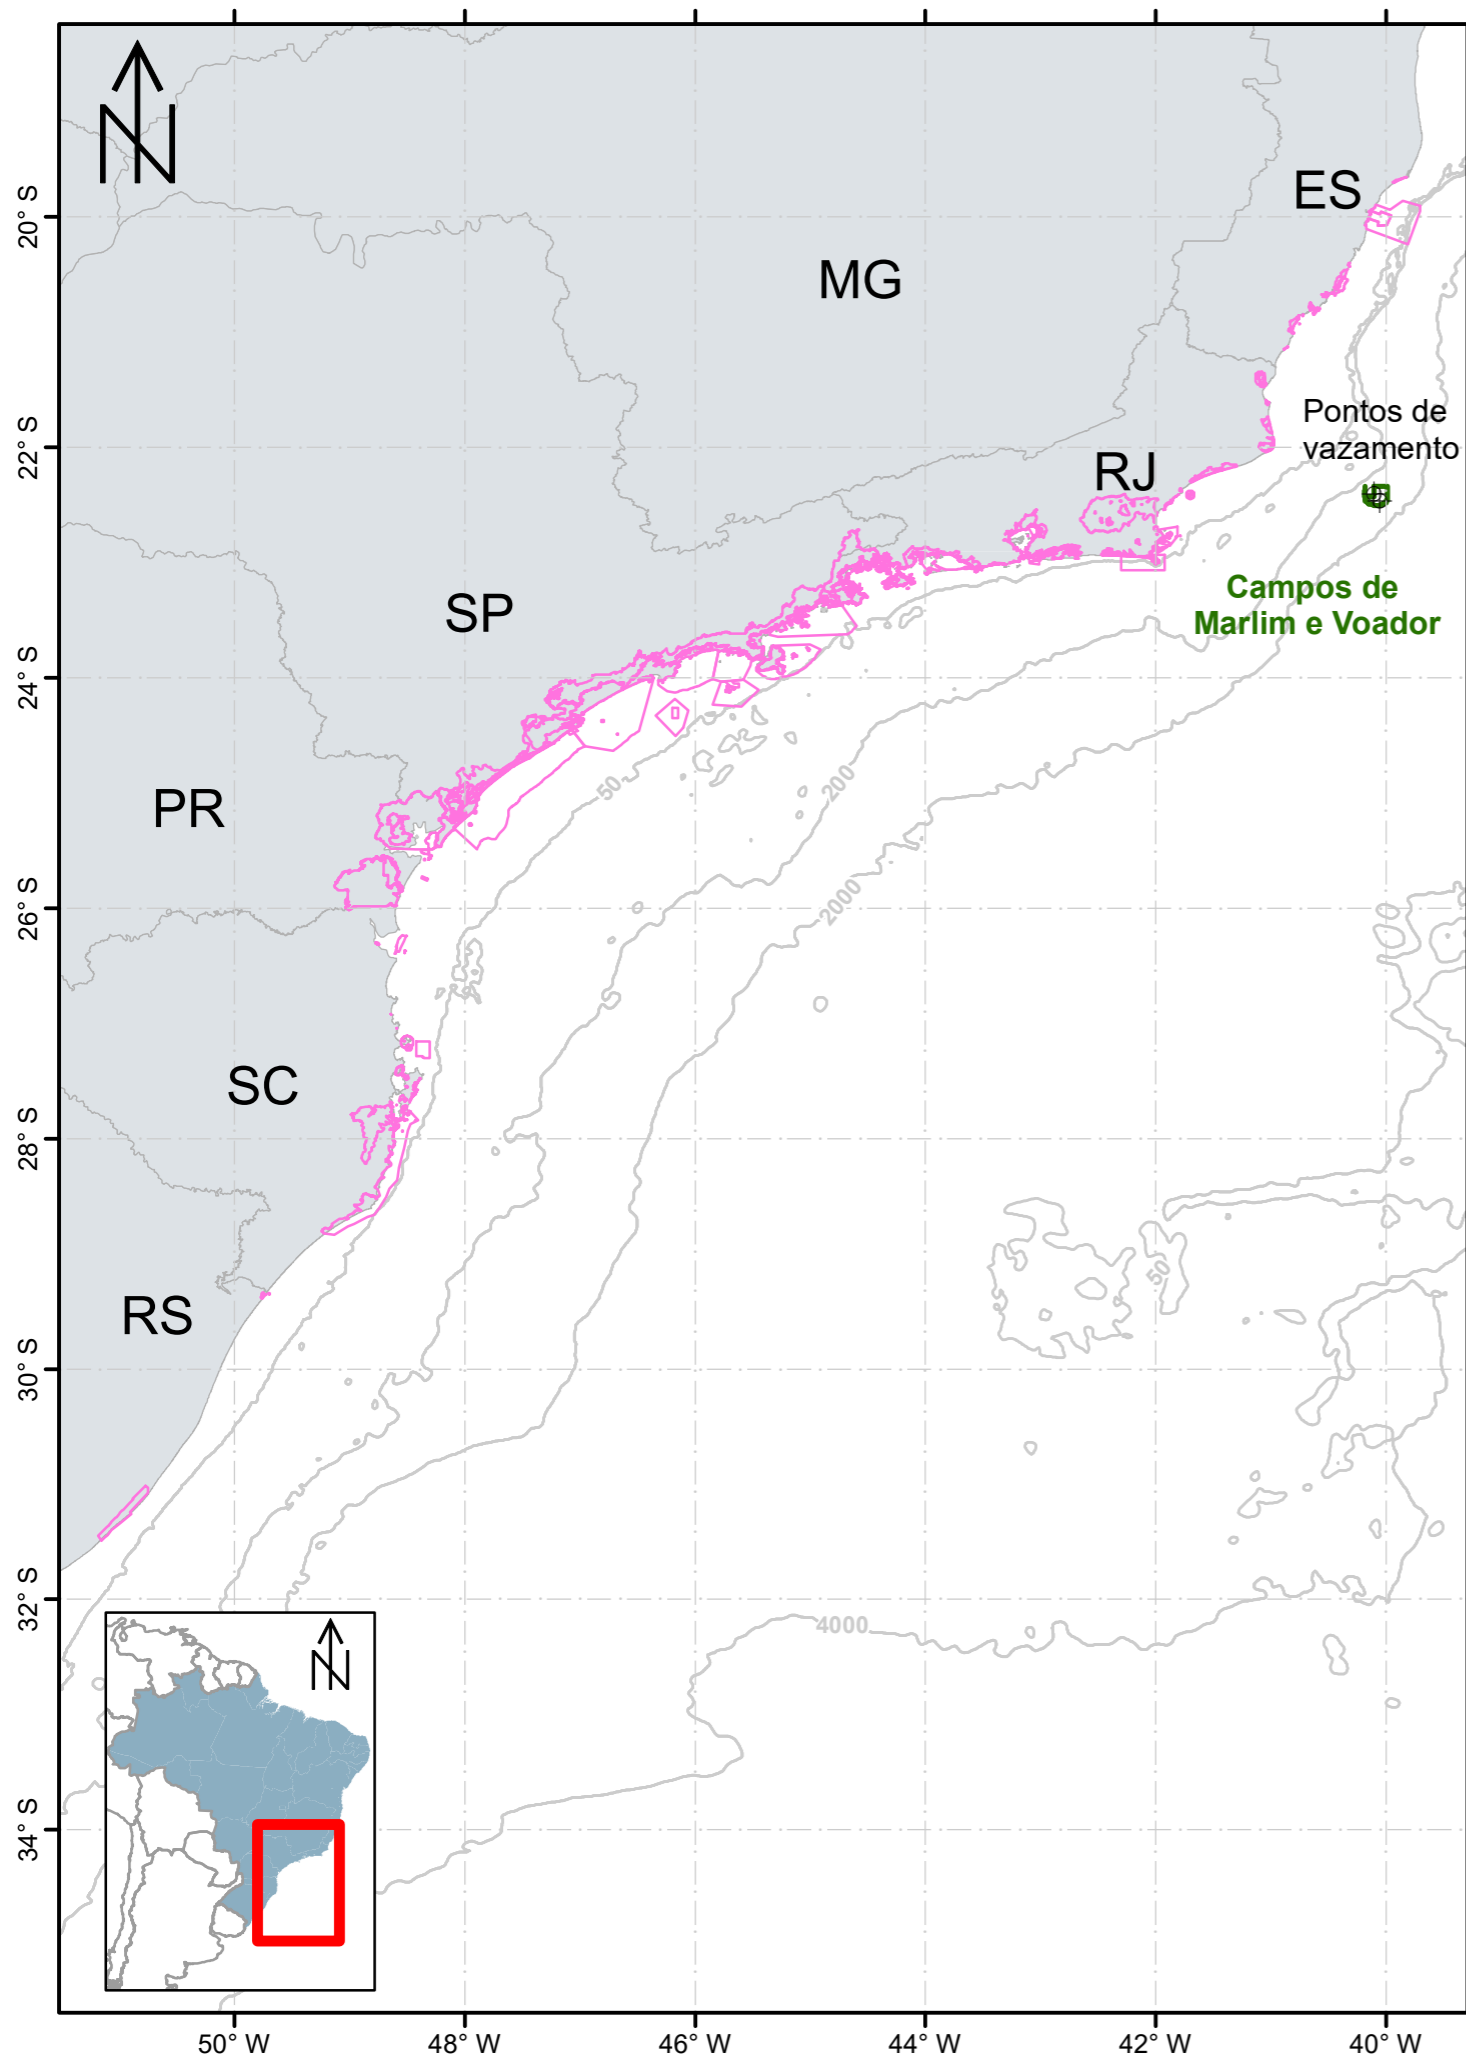 N
ES
MG
Pontos de
vazamento
RJ
Campos de
Marlim e Voador
SP
50
200
PR
2000
SC
50
RS
4000
N
20° S
22° S
24° S
26° S
28° S
30° S
32° S
34° S
50° W
48° W
46° W
44° W
42° W
40° W